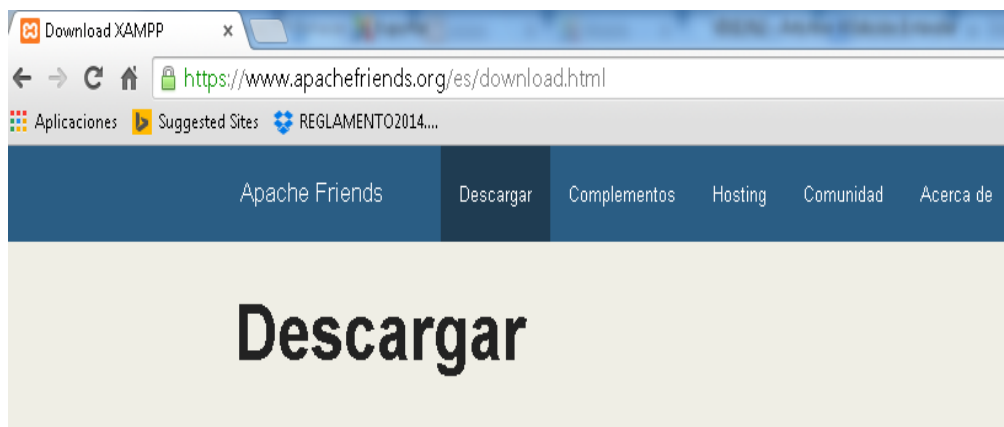 Download XAMPP
https://www.apachefriends.org/es/download.html
Aplicaciones Suggested Sites REGLAMENTO2014....
Apache Friends Descargar Complementos Hosting Comunidad Acerca de
Descargar